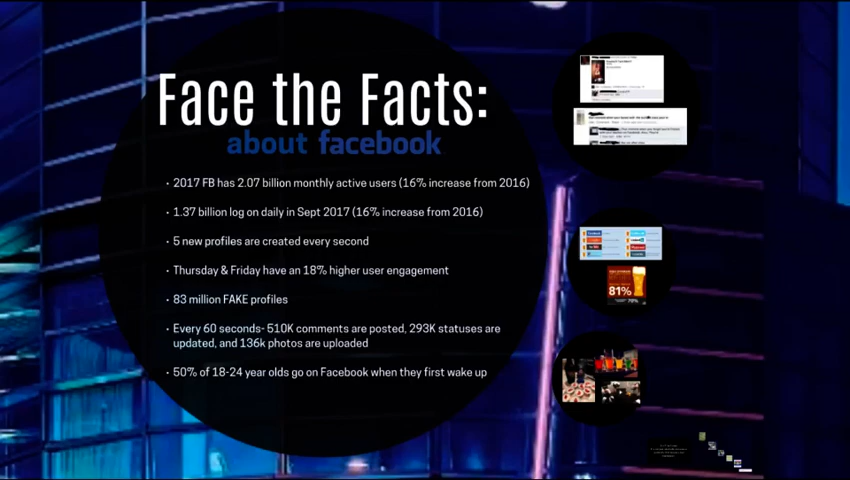 Face the Facts:
about facebook
• 2017 FB has 2.07 billion monthly active users (16% increase from 2016)
• 1.37 billion log on daily in Sept 2017 (16% increase from 2016)
• 5 new profiles are created every second
• Thursday & Friday have an 18% higher user engagement
• 83 million FAKE profiles
• Every 60 seconds- 510K comments are posted, 293K statuses are
updated, and 136k photos are uploaded
• 50% of 18-24 year olds go on Facebook when they first wake up
81%